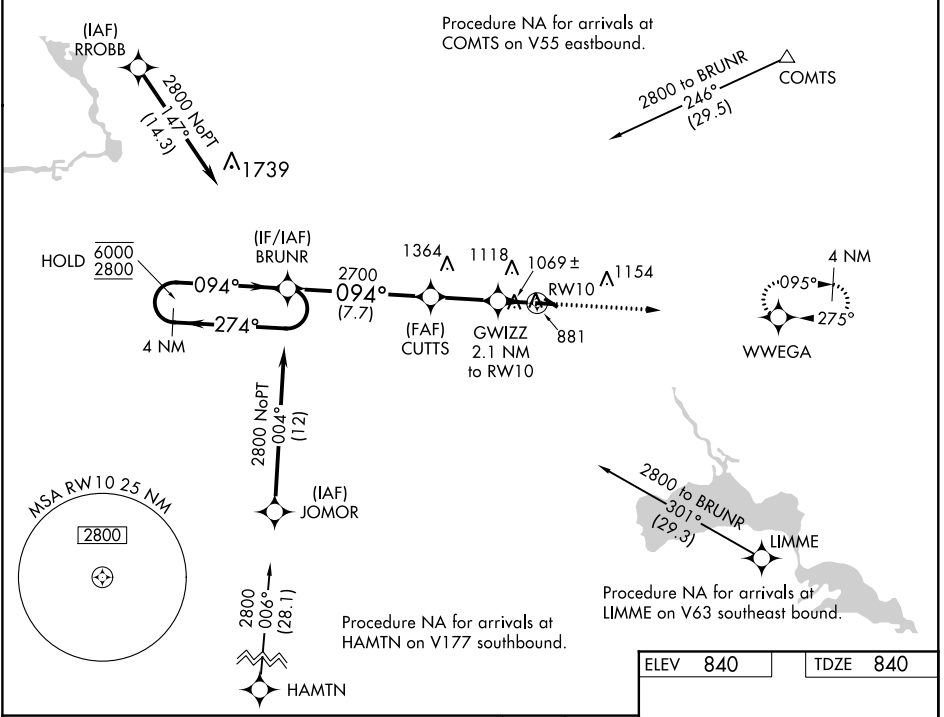 (IAF)
RROBB
2800 NoPT
147°
(14.3)
1739
Procedure NA for arrivals at
COMTS on V55 eastbound.
2800 to BRUNR
246°
(29.5)
COMTS
HOLD
6000
2800
094°
274°
4 NM
(IF/IAF)
BRUNR
2700
094°
(7.7)
1364
(FAF)
CUTTS
1118
1069 ±
GWIZZ
2.1 NM
to RW10
RW10
881
1154
4 NM
095°
275°
WWEGA
2800 NoPT
004°
(12)
(IAF)
JOMOR
MSA RW10 25 NM
2800
2800
006°
(28.1)
HAMTN
Procedure NA for arrivals at
HAMTN on V177 southbound.
2800 to BRUNR
301°
(29.3)
LIMME
Procedure NA for arrivals at
LIMME on V63 southeast bound.
ELEV 840
TDZE 840